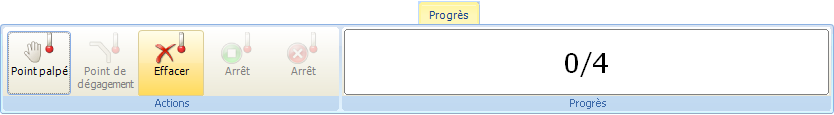 Progrès
Point palpé
Point de
dégagement
Effacer
Arrêt
Arrêt
Actions
0/4
Progrès